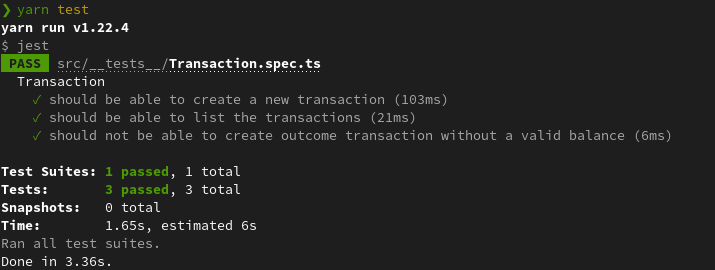 ❯ yarn test
yarn run v1.22.4
$ jest
PASS src/__tests__/Transaction.spec.ts
Transaction
✓ should be able to create a new transaction (103ms)
✓ should be able to list the transactions (21ms)
✓ should not be able to create outcome transaction without a valid balance (6ms)
Test Suites: 1 passed, 1 total
Tests: 3 passed, 3 total
Snapshots: 0 total
Time: 1.65s, estimated 6s
Ran all test suites.
Done in 3.36s.